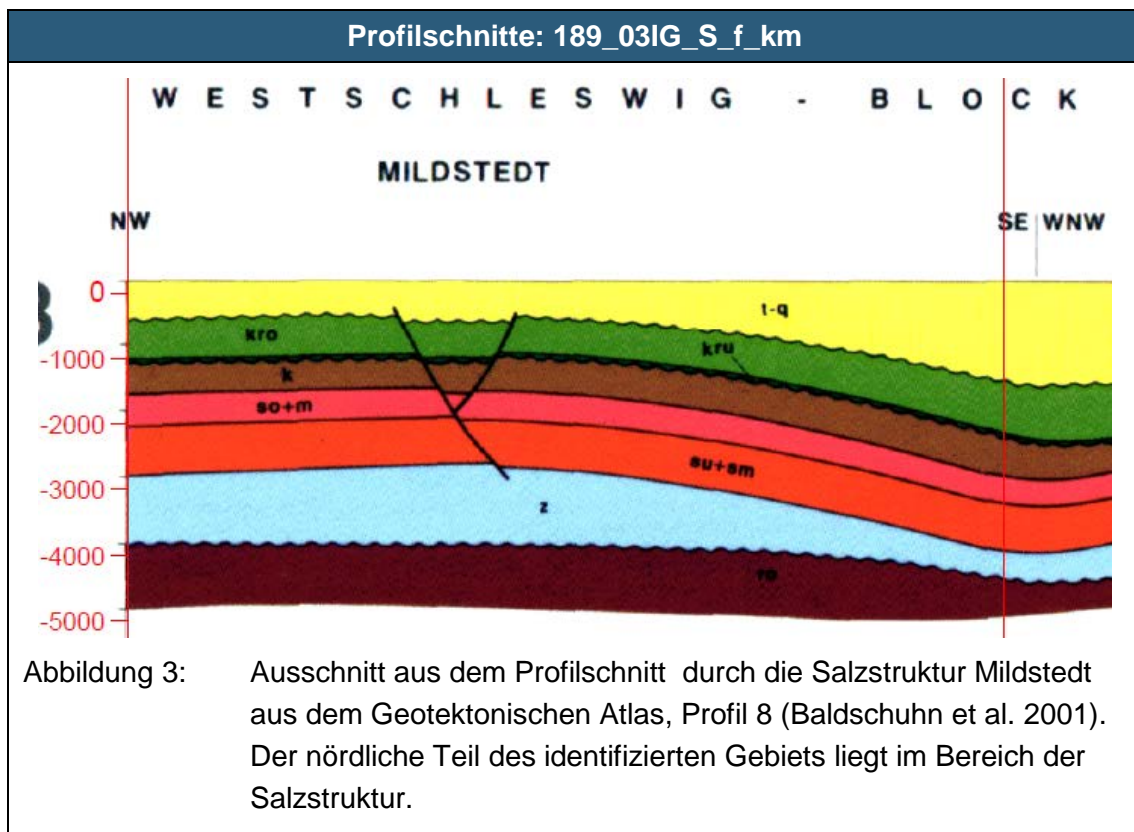 Profilschnitte: 189_03IG_S_f_km
WESTSCHLESWIG - BLOCK
MILDSTEDT
NW
SE WNW
0
-1000
-2000
-3000
-4000
-5000
t-q
kro
kru
k
so+m
su+sm
z
ro
Abbildung 3: Ausschnitt aus dem Profilschnitt durch die Salzstruktur Mildstedt
aus dem Geotektonischen Atlas, Profil 8 (Baldschuhn et al. 2001).
Der nördliche Teil des identifizierten Gebiets liegt im Bereich der
Salzstruktur.